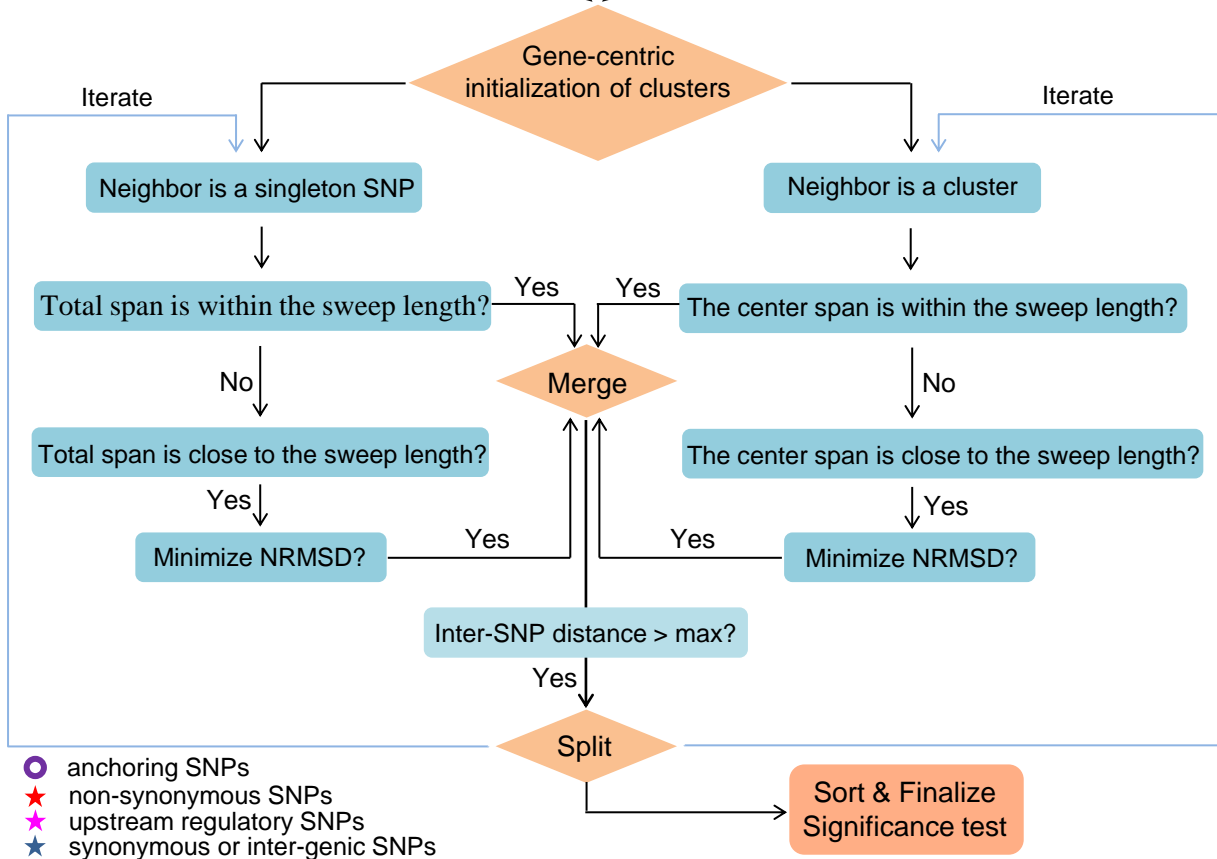 Gene-centric
initialization of clusters
Iterate
Iterate
Neighbor is a singleton SNP
Neighbor is a cluster
Total span is within the sweep length?
Yes
Yes
The center span is within the sweep length?
No
Merge
No
Total span is close to the sweep length?
The center span is close to the sweep length?
Yes
Yes
Minimize NRMSD?
Yes
Yes
Minimize NRMSD?
Inter-SNP distance > max?
Yes
Split
anchoring SNPs
non-synonymous SNPs
upstream regulatory SNPs
synonymous or inter-genic SNPs
Sort & Finalize
Significance test